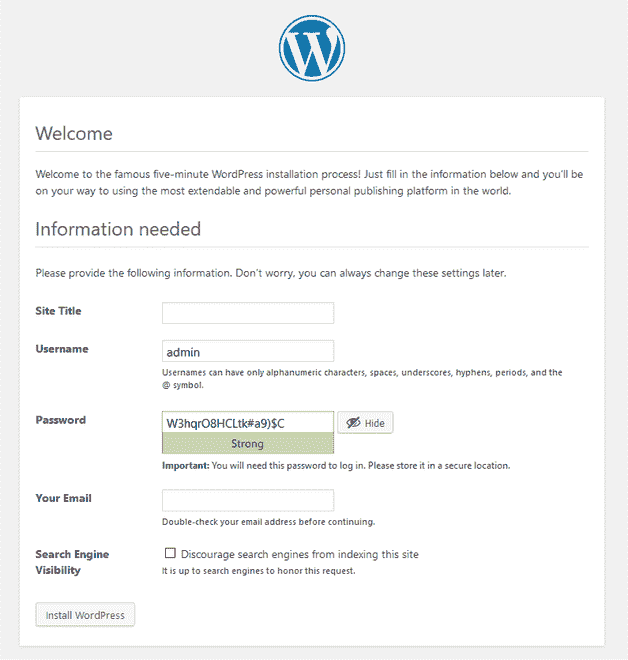 W
Welcome
Welcome to the famous five-minute WordPress installation process! Just fill in the information below and you'll be
on your way to using the most extendable and powerful personal publishing platform in the world.
Information needed
Please provide the following information. Don't worry, you can always change these settings later.
Site Title
Username
admin
Usernames can have only alphanumeric characters, spaces, underscores, hyphens, periods, and the
@ symbol.
Password
W3hqrO8HCLtk#a9)$C
Hide
Strong
Important: You will need this password to log in. Please store it in a secure location.
Your Email
Double-check your email address before continuing.
Search Engine
Visibility
Discourage search engines from indexing this site
It is up to search engines to honor this request.
Install WordPress